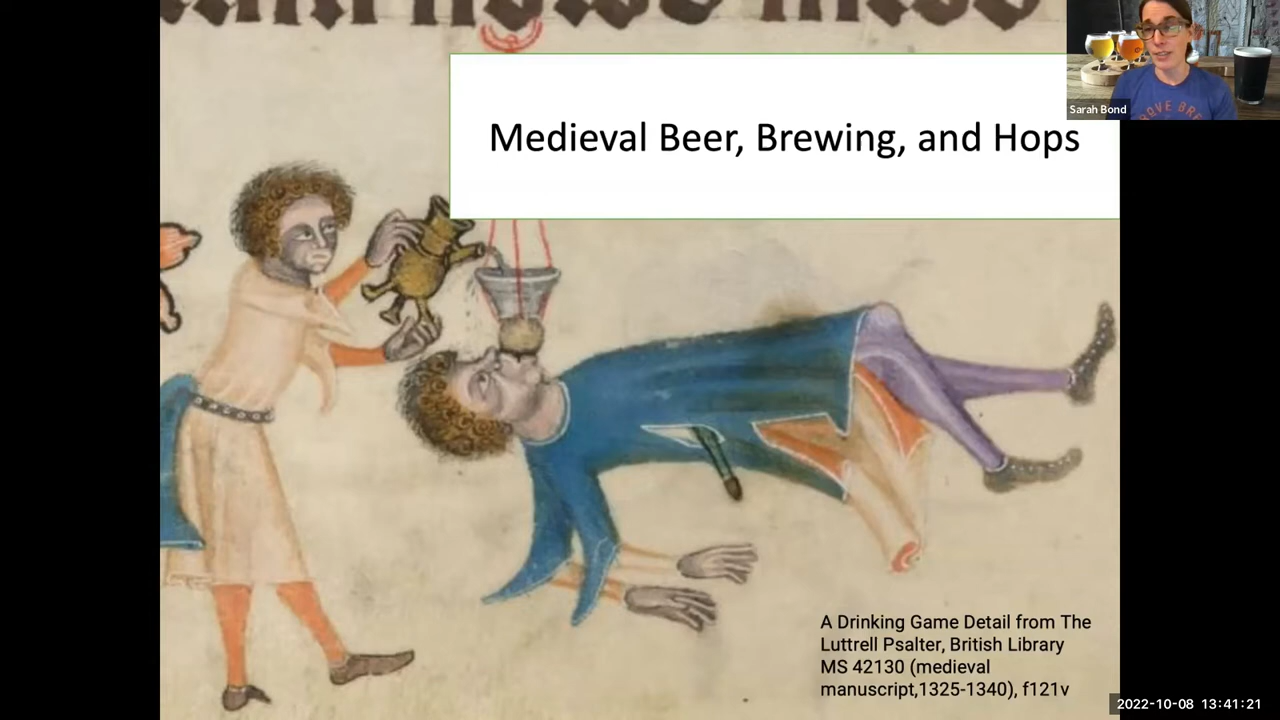 Medieval Beer, Brewing, and Hops
Sarah Bond
A Drinking Game Detail from The
Luttrell Psalter, British Library
MS 42130 (medieval
manuscript,1325-1340), f121v
2022-10-08 13:41:21